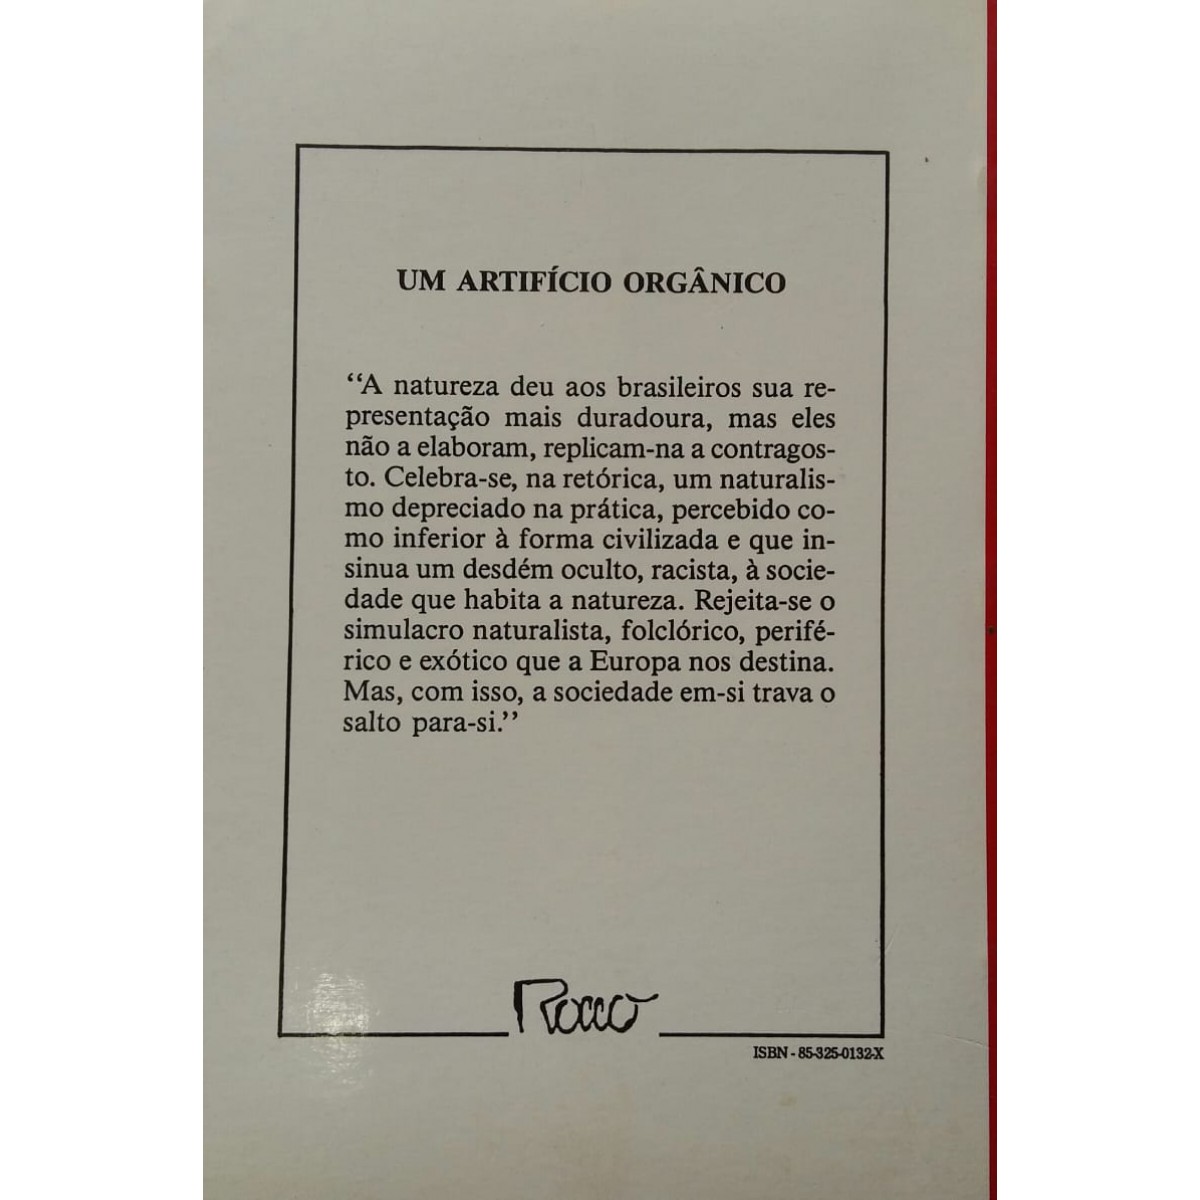 UM ARTIFÍCIO ORGÂNICO
“A natureza deu aos brasileiros sua re-
presentação mais duradoura, mas eles
não a elaboram, replicam-na a contragos-
to. Celebra-se, na retórica, um naturalis-
mo depreciado na prática, percebido co-
mo inferior à forma civilizada e que in-
sinua um desdém oculto, racista, à socie-
dade que habita a natureza. Rejeita-se o
simulacro naturalista, folclórico, perifé-
rico e exótico que a Europa nos destina.
Mas, com isso, a sociedade em-si trava o
salto para-si.”
Rocco
ISBN - 85-325-0132-X